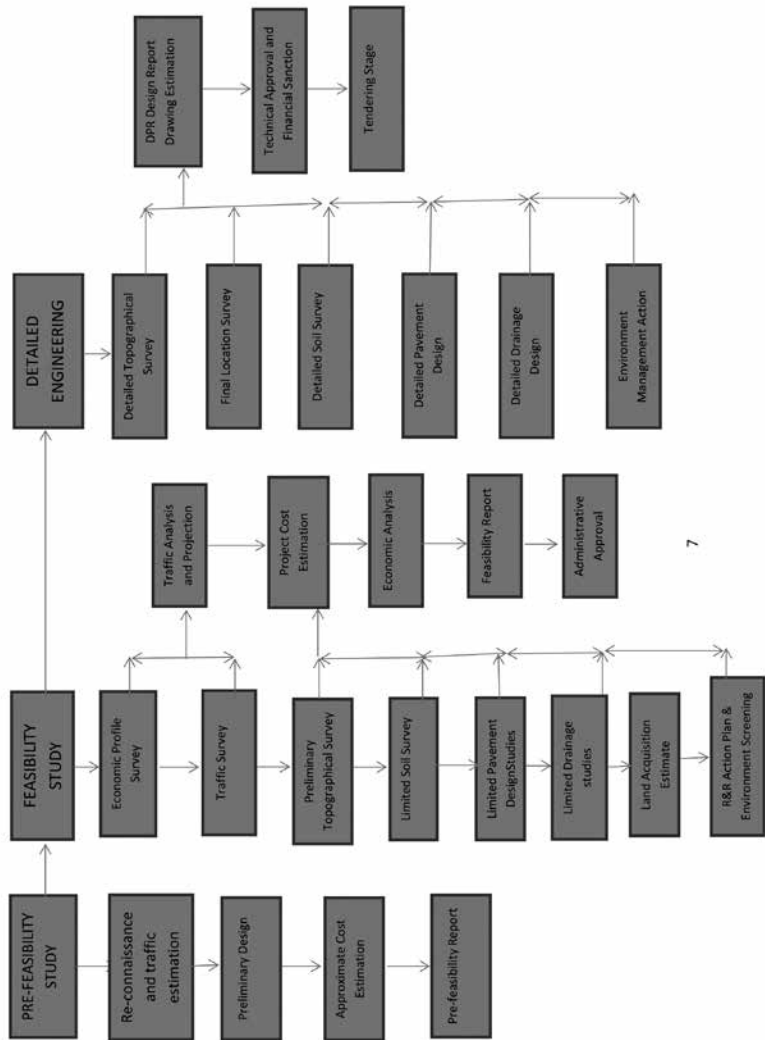 PRE-FEASIBILITY
STUDY
Re-connaissance
and traffic
estimation
Preliminary Design
Approximate Cost
Estimation
Pre-feasibility Report
FEASIBILITY
STUDY
Economic Profile
Survey
Traffic Survey
Preliminary
Topographical Survey
Limited Soil Survey
Limited Pavement
DesignStudies
Limited Drainage
studies
Land Acquisition
Estimate
R&R Action Plan &
Environment Screening
Traffic Analysis
and Projection
Project Cost
Estimation
Economic Analysis
Feasibility Report
Administrative
Approval
DETAILED
ENGINEERING
Detailed Topographical
Survey
Final Location Survey
Detailed Soil Survey
Detailed Pavement
Design
Detailed Drainage
Design
Environment
Management Action
DPR Design Report
Drawing Estimation
Technical Approval and
Financial Sanction
Tendering Stage
7